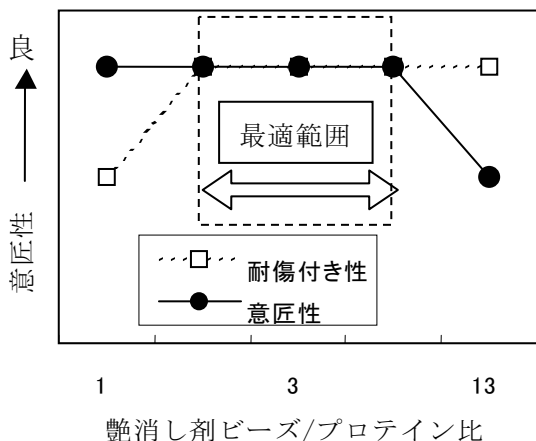 良
意匠性
最適範囲
耐傷付き性
意匠性
1 3 13
艶消し剤ビーズ/プロテイン比